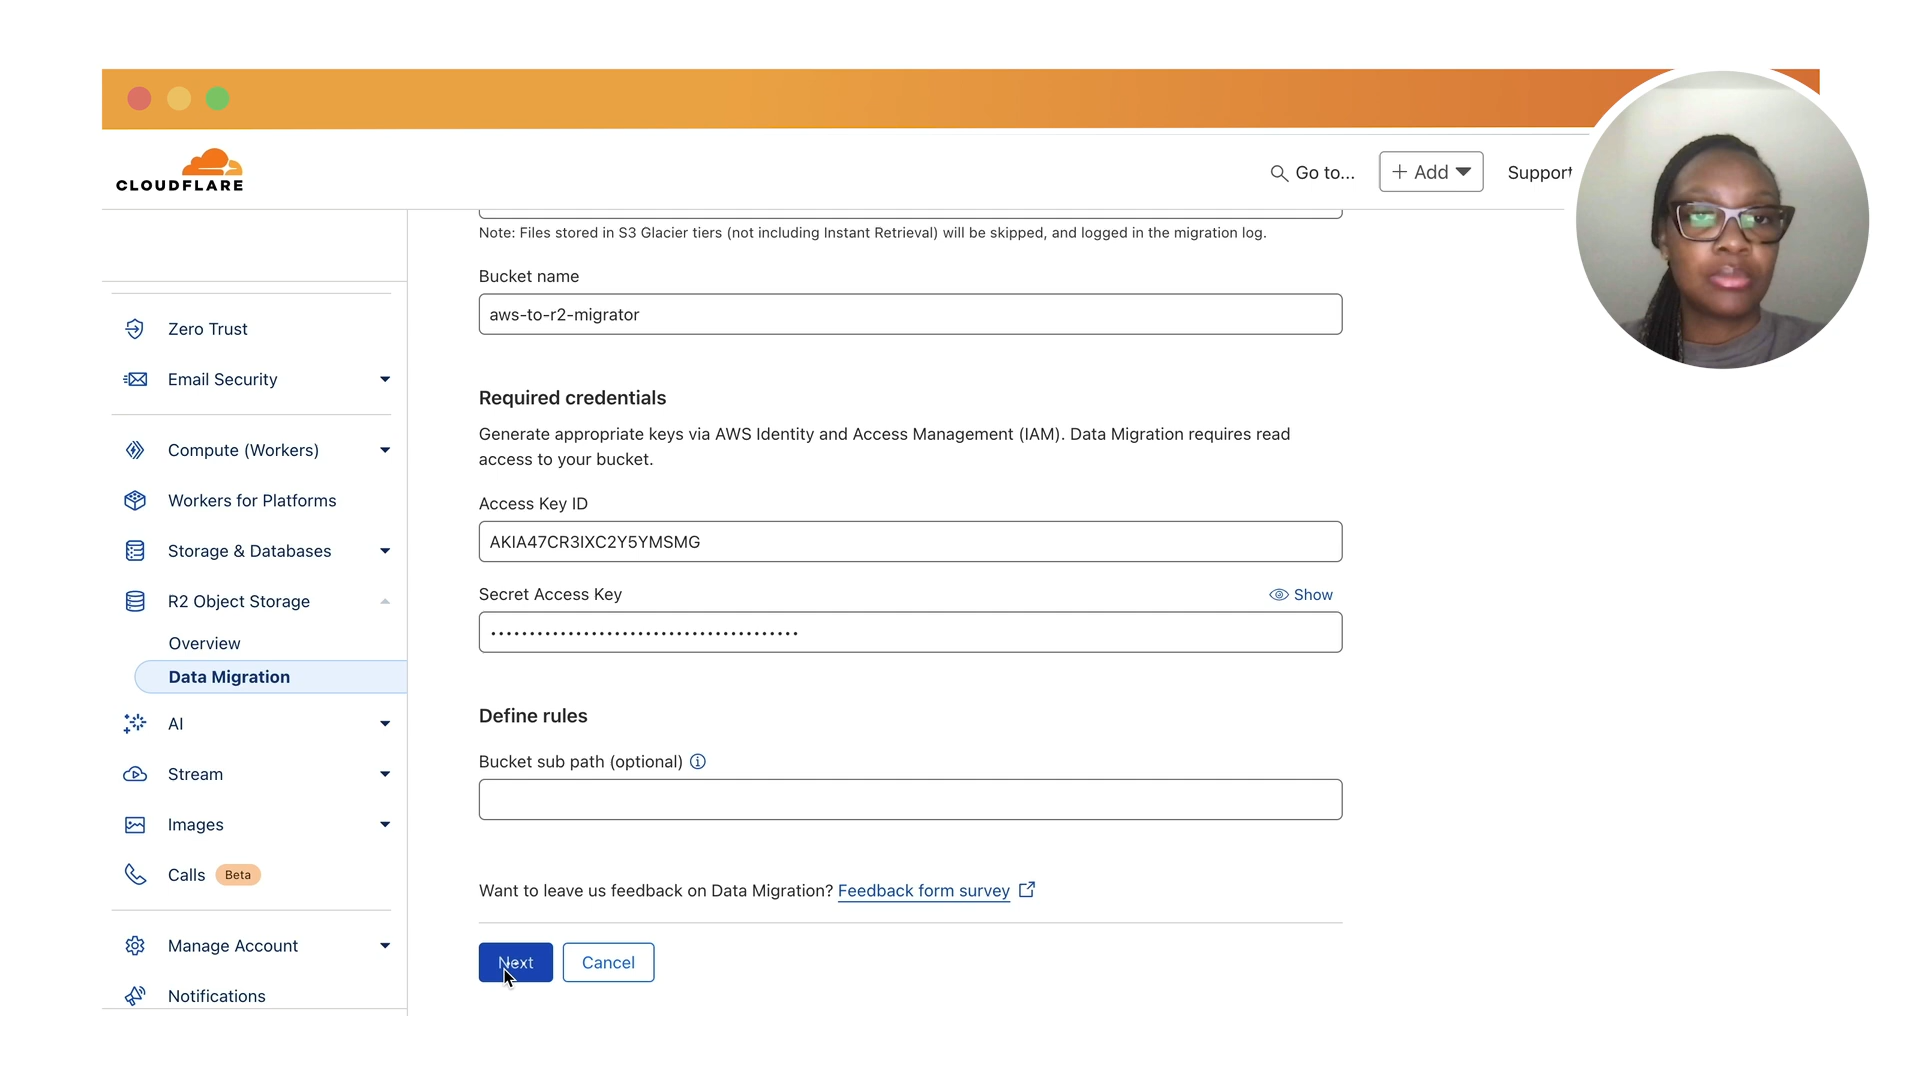 CLOUDFLARE
Go to...
+ Add
Support
Note: Files stored in S3 Glacier tiers (not including Instant Retrieval) will be skipped, and logged in the migration log.
Bucket name
aws-to-r2-migrator
Required credentials
Generate appropriate keys via AWS Identity and Access Management (IAM). Data Migration requires read
access to your bucket.
Access Key ID
AKIA47CR3IXC2Y5YMSMG
Secret Access Key
Show
••••••••••••••••••••••••••••••••••••••••
Define rules
Bucket sub path (optional)
Want to leave us feedback on Data Migration? Feedback form survey
Next
Cancel
Zero Trust
Email Security
Compute (Workers)
Workers for Platforms
Storage & Databases
R2 Object Storage
Overview
Data Migration
AI
Stream
Images
Calls Beta
Manage Account
Notifications